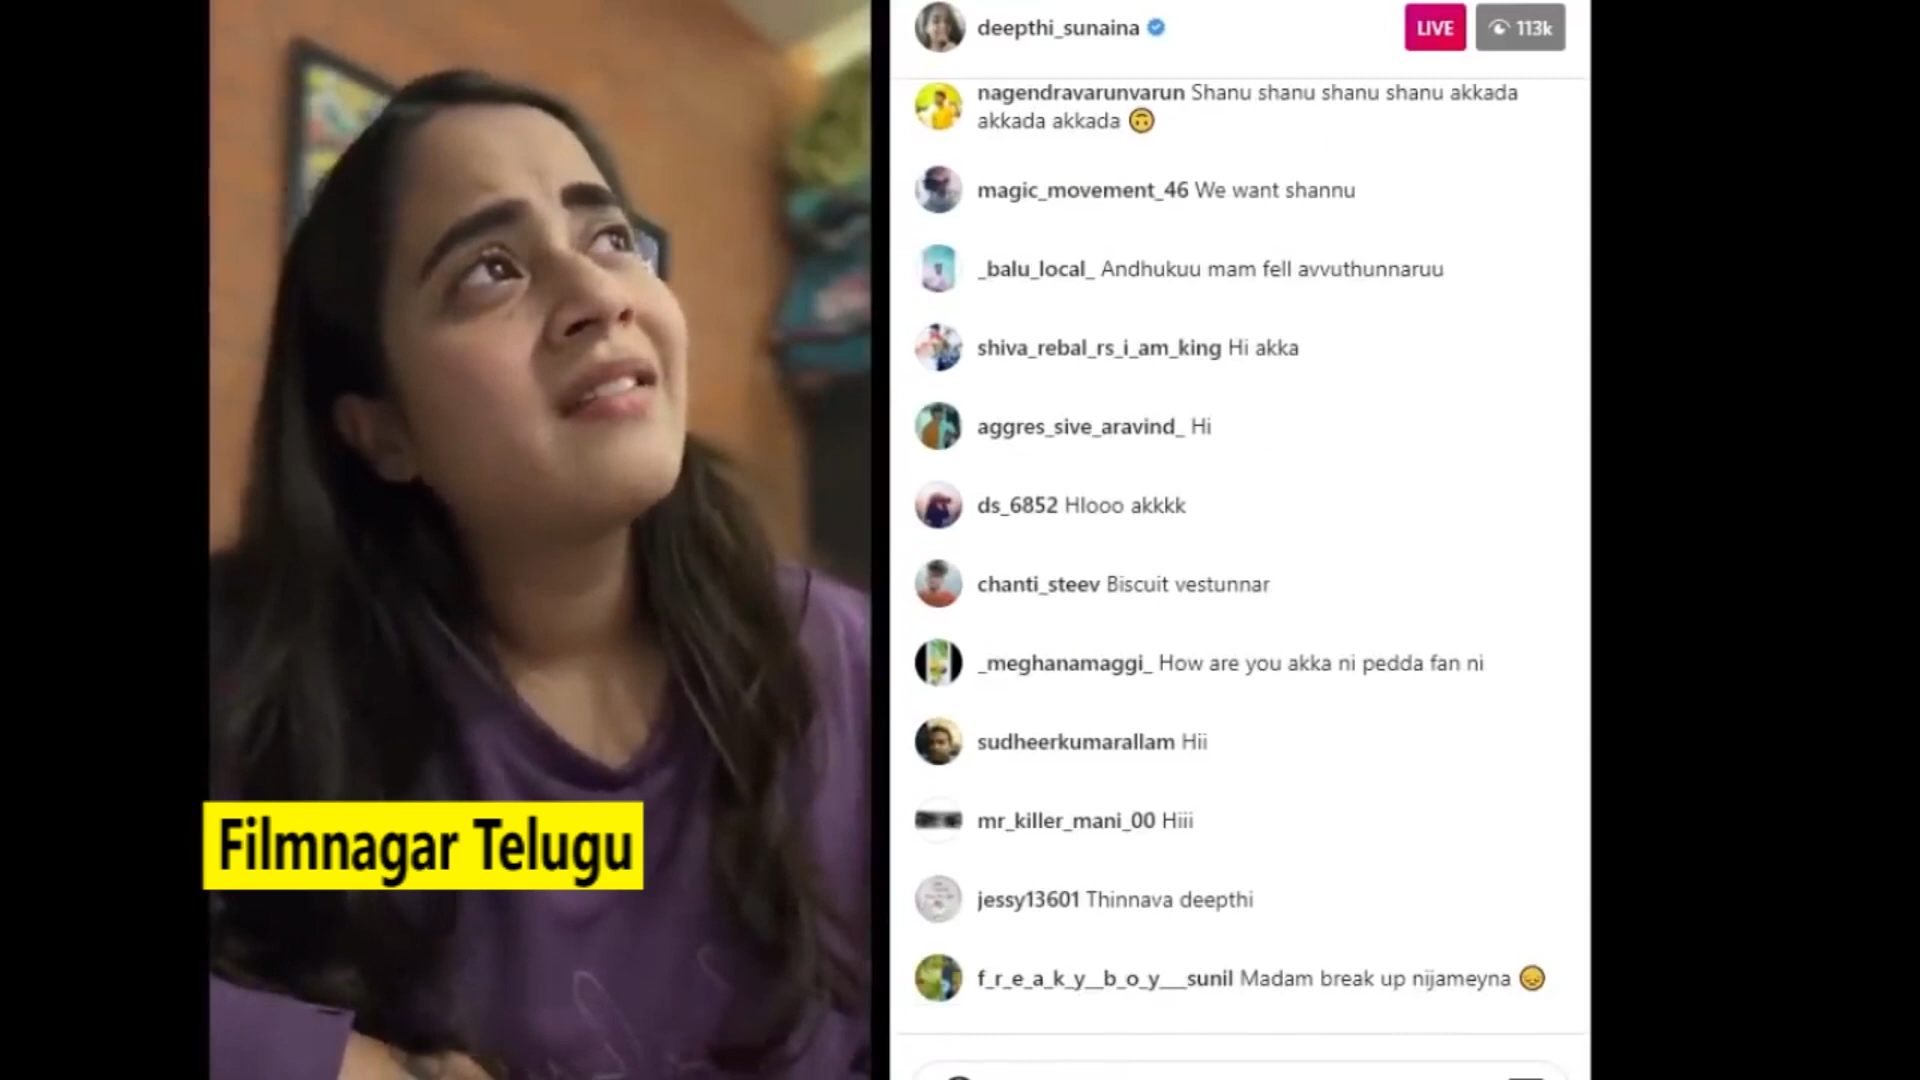 deepthi_sunaina
LIVE
113k
nagendravarunvarun Shanu shanu shanu shanu akkada
akkada akkada 🙃
magic_movement_46 We want shannu
_balu_local_ Andhukuu mam fell avvuthunnaruu
shiva_rebal_rs_i_am_king Hi akka
aggres_sive_aravind_ Hi
ds_6852 Hlooo akkkk
chanti_steev Biscuit vestunnar
_meghanamaggi_ How are you akka ni pedda fan ni
sudheerkumarallam Hii
mr_killer_mani_00 Hiii
jessy13601 Thinnava deepthi
f_r_e_a_k_y__b_o_y___sunil Madam break up nijameyna 😔
Filmnagar Telugu